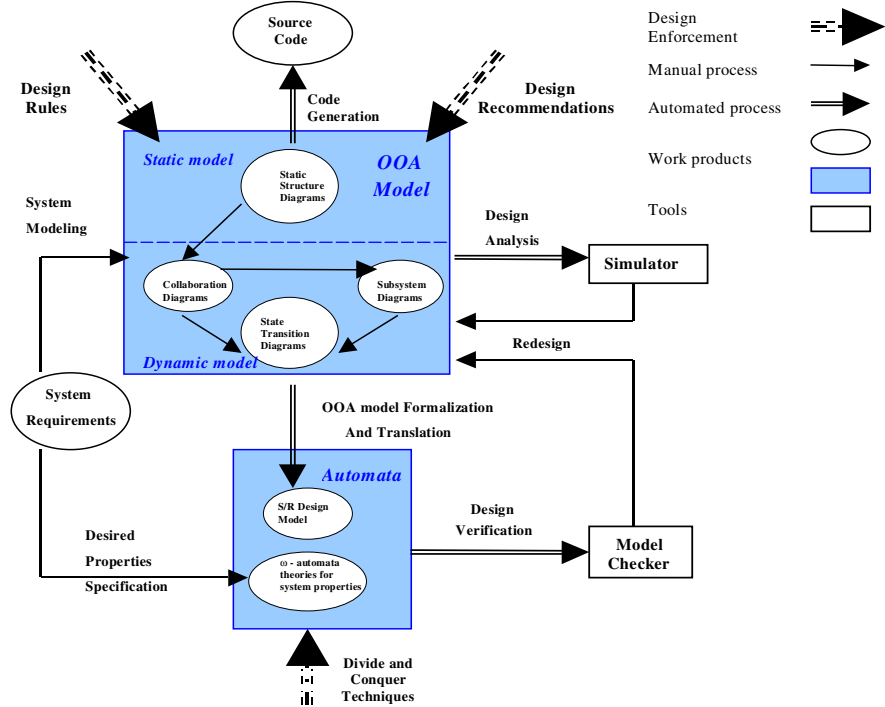 Source
Code
Design
Rules
Code
Generation
Design
Recommendations
Design
Enforcement
Manual process
Automated process
Work products
Tools
Static model
OOA
Model
Static
Structure
Diagrams
System
Modeling
Collaboration
Diagrams
Subsystem
Diagrams
State
Transition
Diagrams
Dynamic model
Design
Analysis
Simulator
Redesign
System
Requirements
OOA model Formalization
And Translation
Automata
S/R Design
Model
ω - automata
theories for
system properties
Desired
Properties
Specification
Design
Verification
Model
Checker
Divide and
Conquer
Techniques